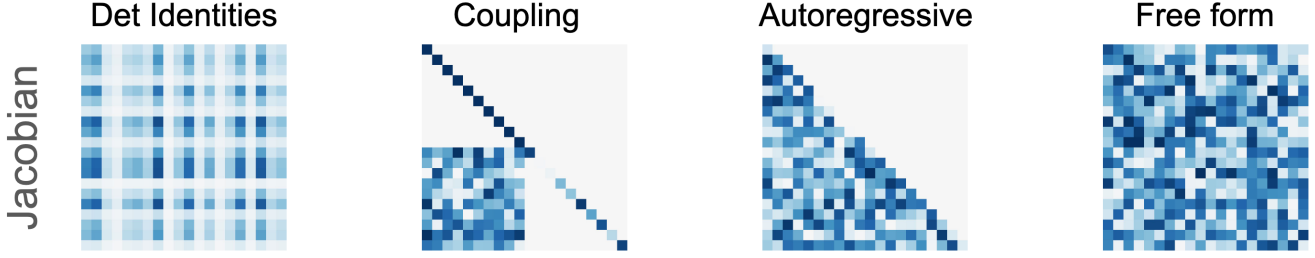 Det Identities
Coupling
Autoregressive
Free form
Jacobian